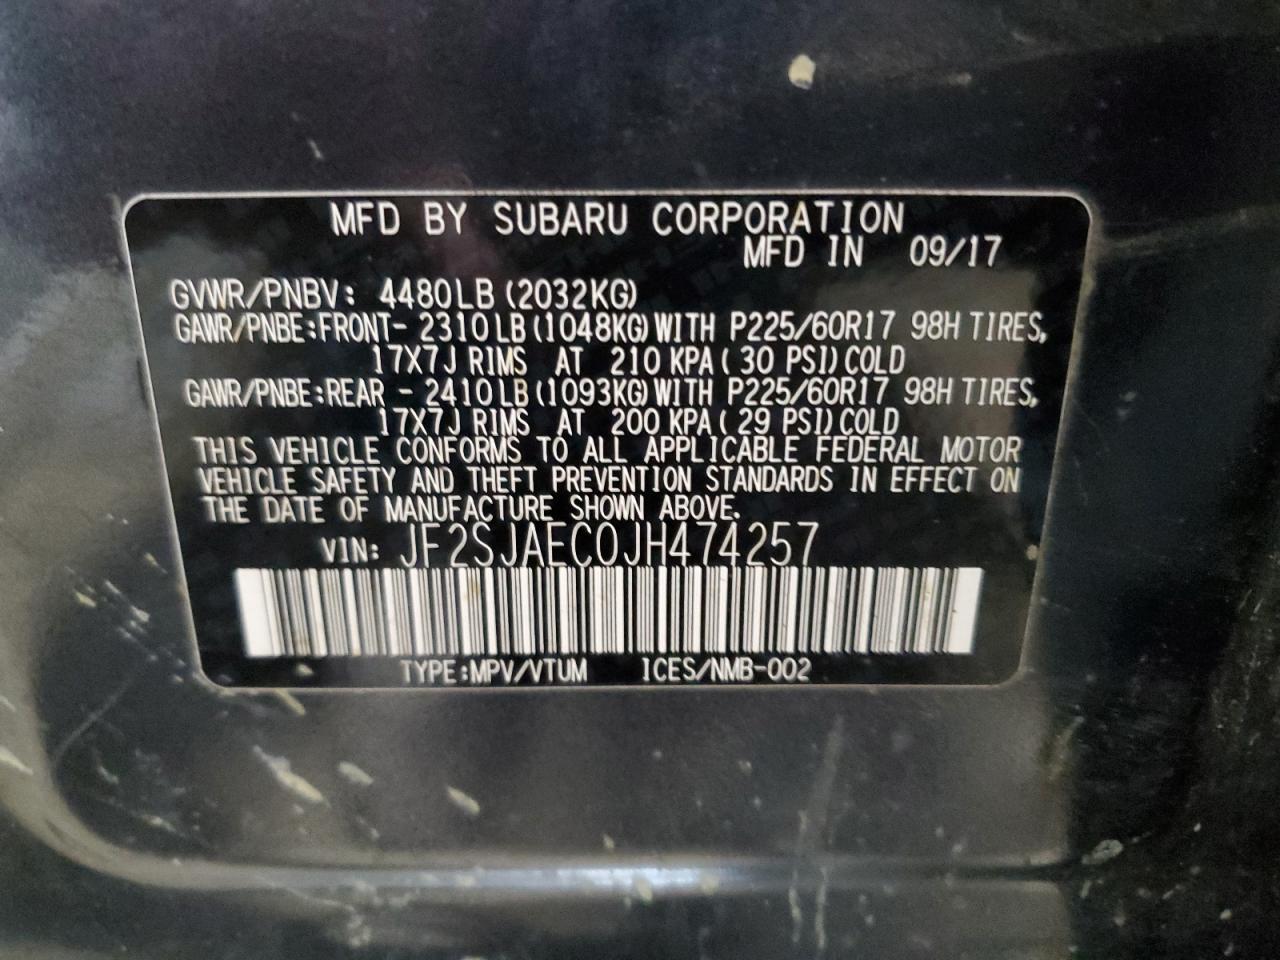 MFD BY SUBARU CORPORATION
MFD IN 09/17
GVWR/PNBV: 4480LB (2032KG)
GAWR/PNBE:FRONT- 2310LB (1048KG) WITH P225/60R17 98H TIRES,
17X7J RIMS AT 210 KPA ( 30 PSI) COLD
GAWR/PNBE:REAR - 2410LB (1093KG) WITH P225/60R17 98H TIRES,
17X7J RIMS AT 200 KPA ( 29 PSI) COLD
THIS VEHICLE CONFORMS TO ALL APPLICABLE FEDERAL MOTOR
VEHICLE SAFETY AND THEFT PREVENTION STANDARDS IN EFFECT ON
THE DATE OF MANUFACTURE SHOWN ABOVE.
VIN: JF2SJAEC0JH474257
TYPE:MPV/VTUM ICES/NMB-002